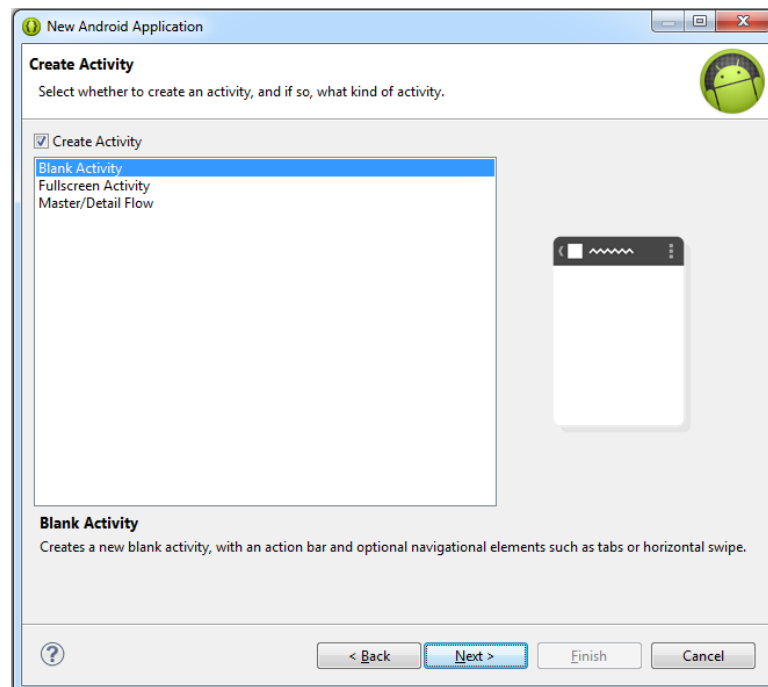 New Android Application
Create Activity
Select whether to create an activity, and if so, what kind of activity.
Create Activity
Blank Activity
Fullscreen Activity
Master/Detail Flow
Blank Activity
Creates a new blank activity, with an action bar and optional navigational elements such as tabs or horizontal swipe.
? < Back Next > Finish Cancel